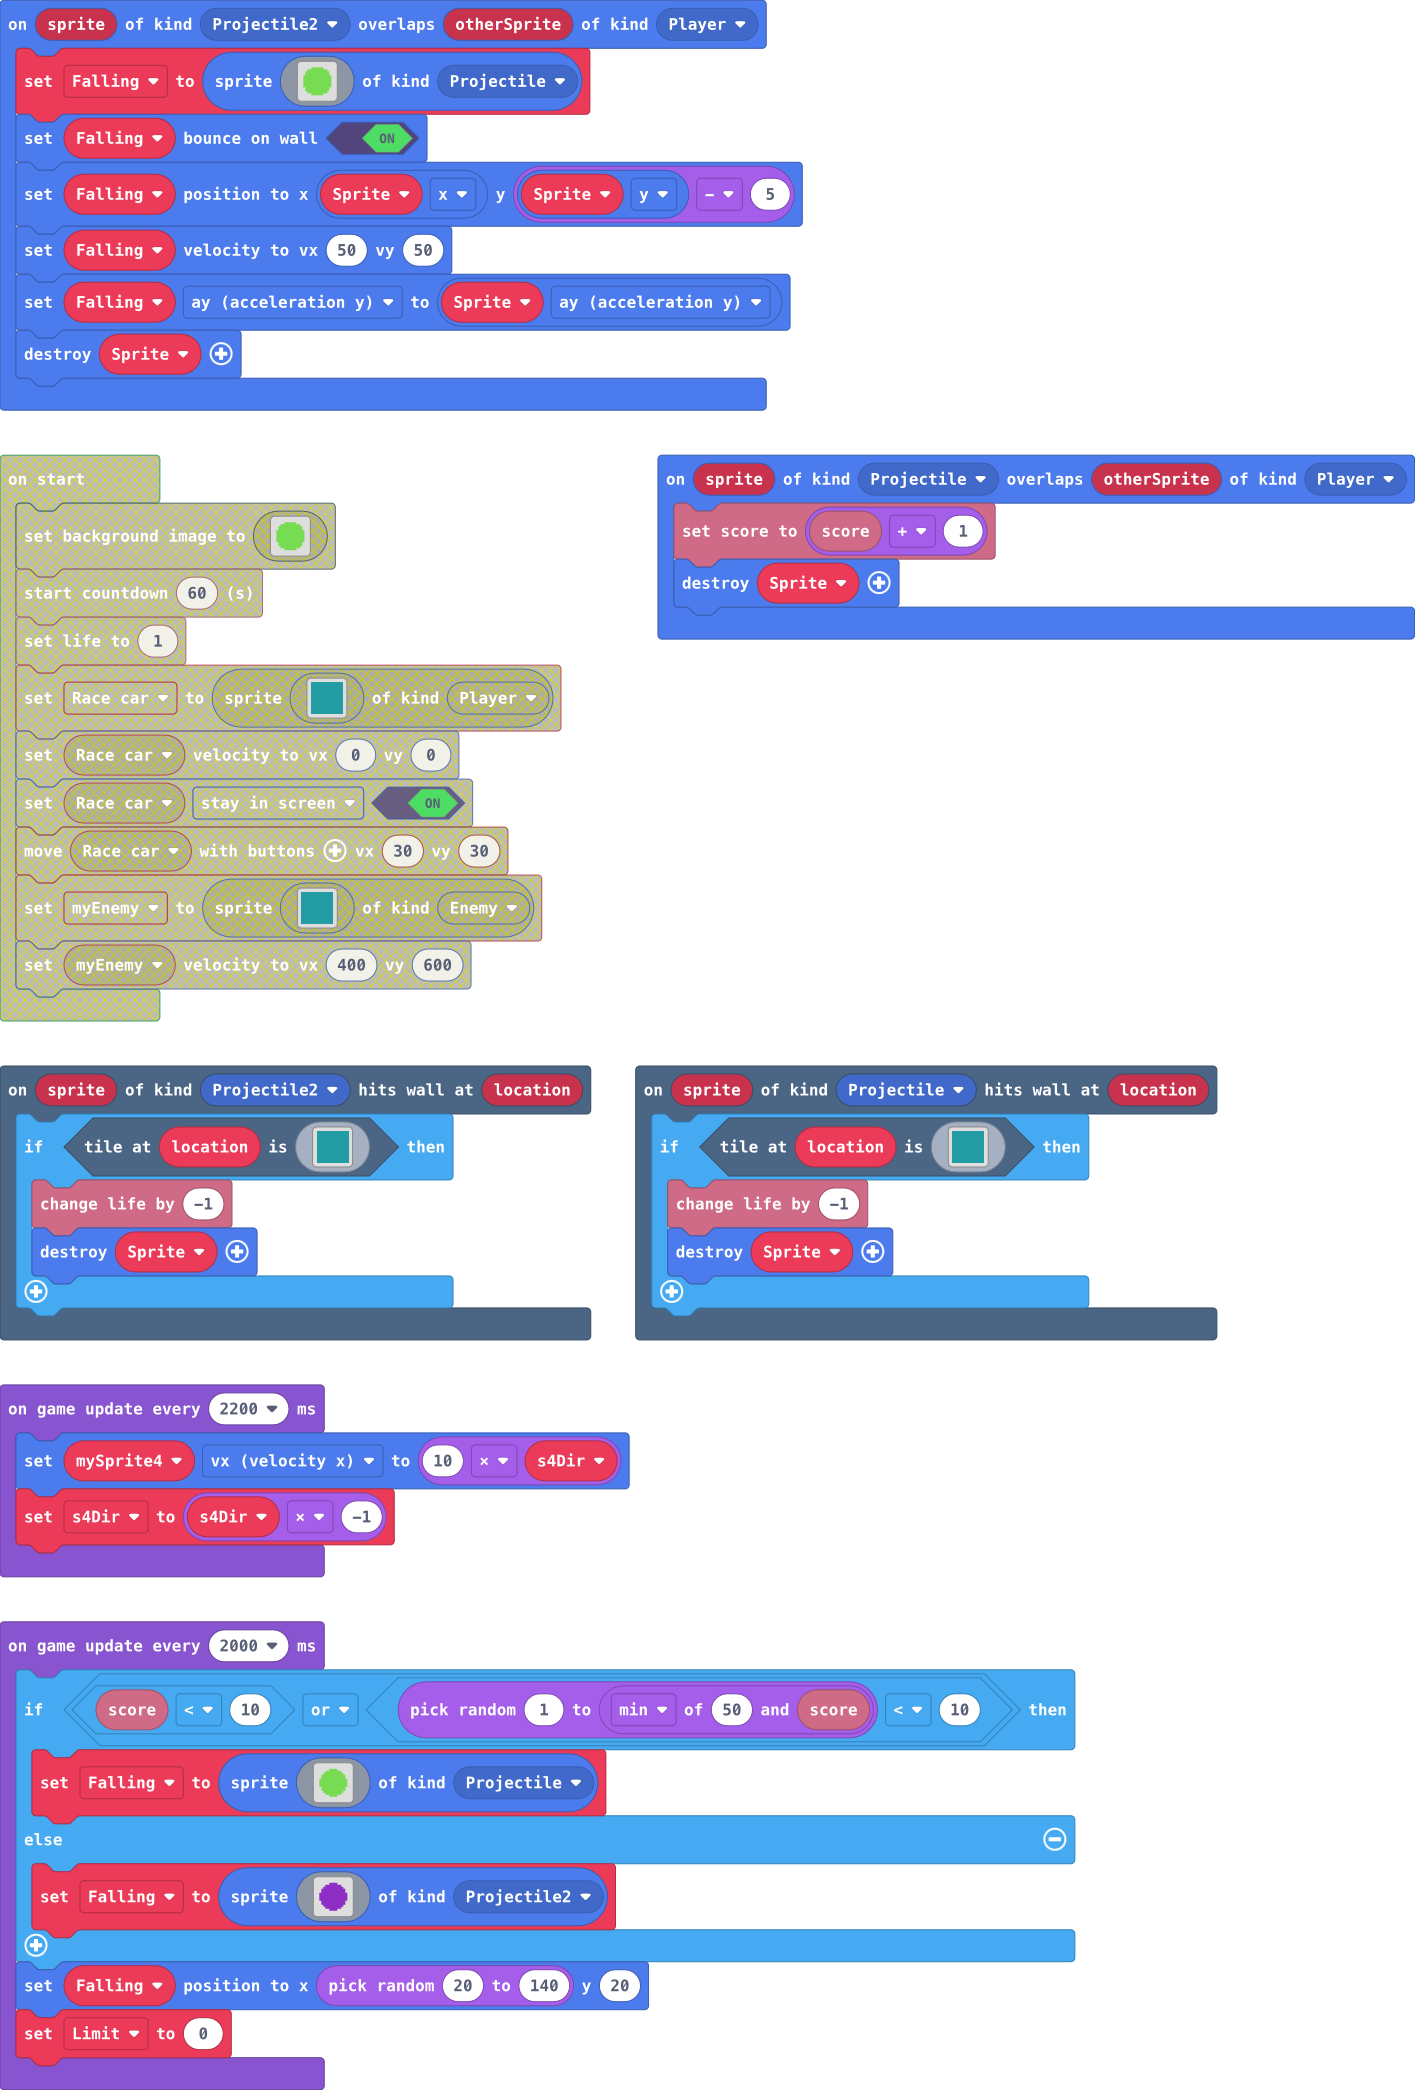 on sprite of kind Projectile2 overlaps otherSprite of kind Player
set Falling to sprite of kind Projectile
set Falling bounce on wall ON
set Falling position to x Sprite x y Sprite y - 5
set Falling velocity to vx 50 vy 50
set Falling ay (acceleration y) to Sprite ay (acceleration y)
destroy Sprite
on start
set background image to
start countdown 60 (s)
set life to 1
set Race car to sprite of kind Player
set Race car velocity to vx 0 vy 0
set Race car stay in screen ON
move Race car with buttons vx 30 vy 30
set myEnemy to sprite of kind Enemy
set myEnemy velocity to vx 400 vy 600
on sprite of kind Projectile overlaps otherSprite of kind Player
set score to score + 1
destroy Sprite
on sprite of kind Projectile2 hits wall at location
if tile at location is then
change life by -1
destroy Sprite
on sprite of kind Projectile hits wall at location
if tile at location is then
change life by -1
destroy Sprite
on game update every 2200 ms
set mySprite4 vx (velocity x) to 10 × s4Dir
set s4Dir to s4Dir × -1
on game update every 2000 ms
if score < 10 or pick random 1 to min of 50 and score < 10 then
set Falling to sprite of kind Projectile
else
set Falling to sprite of kind Projectile2
set Falling position to x pick random 20 to 140 y 20
set Limit to 0